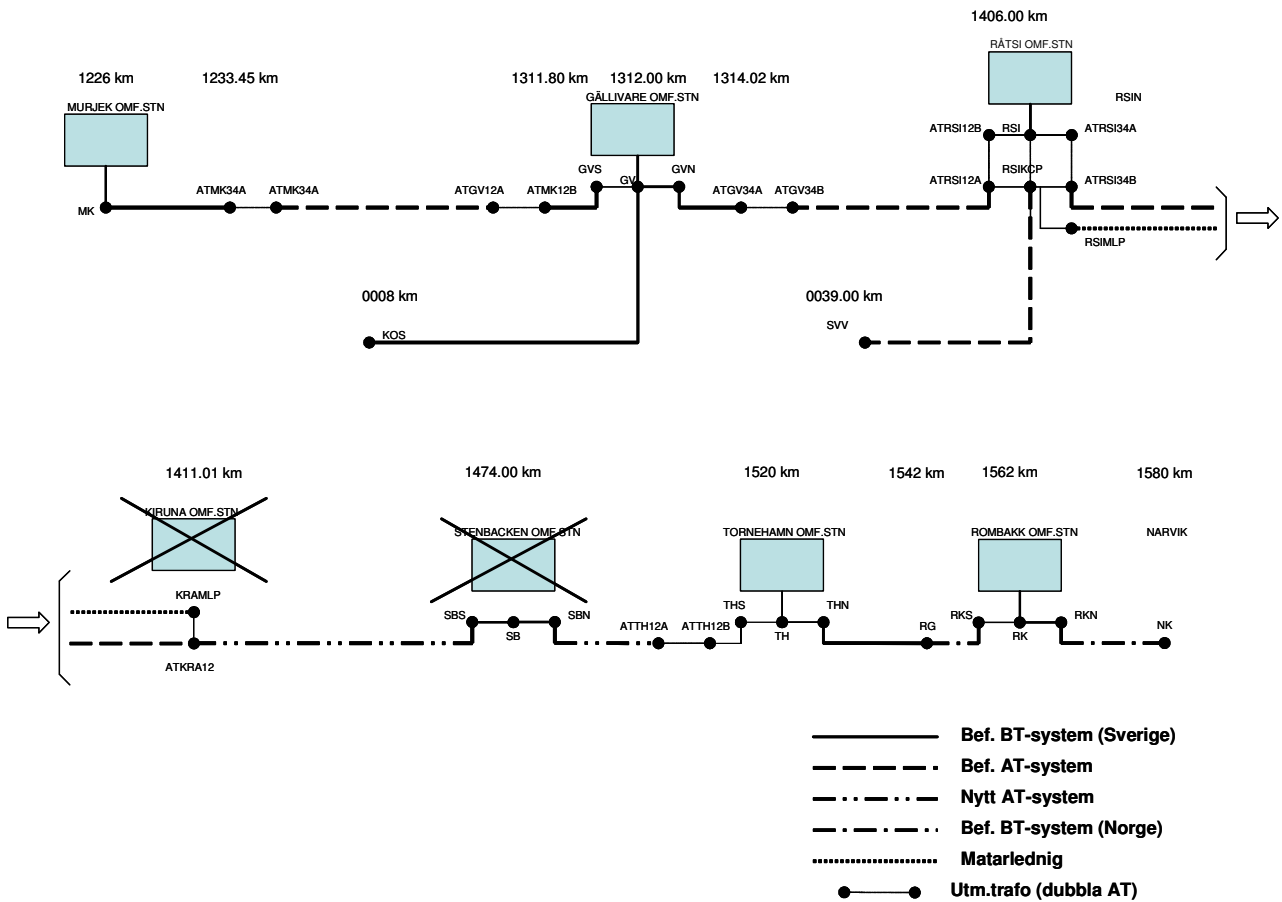 1406.00 km
RÅTSI OMF.STN
1226 km
1233.45 km
1311.80 km
1312.00 km
1314.02 km
MURJEK OMF.STN
GÄLLIVARE OMF.STN
RSIN
ATRSI12B
RSI
ATRSI34A
GVS
GV
GVN
RSIKCP
ATRSI12A
ATRSI34B
MK
ATMK34A
ATMK34A
ATGV12A
ATMK12B
ATGV34A
ATGV34B
RSIMLP
0008 km
0039.00 km
KOS
SVV
1411.01 km
1474.00 km
1520 km
1542 km
1562 km
1580 km
KIRUNA OMF.STN
STENBACKEN OMF.STN
TORNEHAMN OMF.STN
ROMBAKK OMF.STN
NARVIK
KRAMLP
SBS
SB
SBN
ATTH12A
ATTH12B
THS
TH
THN
RG
RKS
RK
RKN
NK
ATKRA12
Bef. BT-system (Sverige)
Bef. AT-system
Nytt AT-system
Bef. BT-system (Norge)
Matarlednig
Utm.trafo (dubbla AT)